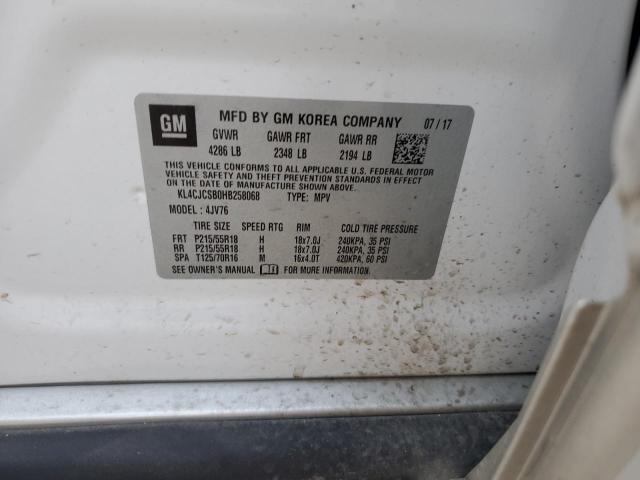 GM MFD BY GM KOREA COMPANY 07/17
GVWR GAWR FRT GAWR RR
4286 LB 2348 LB 2194 LB
THIS VEHICLE CONFORMS TO ALL APPLICABLE U.S. FEDERAL MOTOR
VEHICLE SAFETY AND THEFT PREVENTION STANDARDS IN EFFECT ON
THE DATE OF MANUFACTURE SHOWN ABOVE.
KL4CJCSB0HB258068 TYPE: MPV
MODEL: 4JV76
TIRE SIZE SPEED RTG RIM COLD TIRE PRESSURE
FRT P215/55R18 H 18x7.0J 240KPA, 35 PSI
RR P215/55R18 H 18x7.0J 240KPA, 35 PSI
SPA T125/70R16 M 16x4.0T 420KPA, 60 PSI
SEE OWNER'S MANUAL FOR MORE INFORMATION.